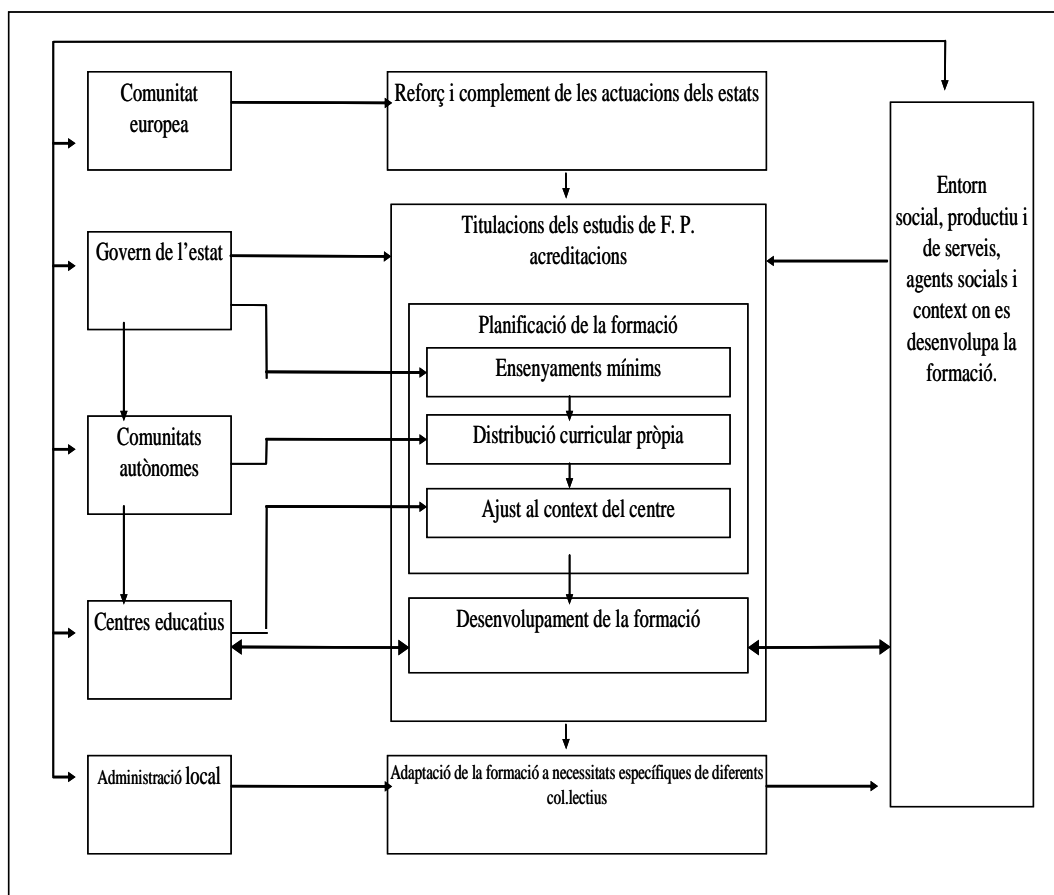 Comunitat
europea
Reforç i complement de les actuacions dels estats
Entorn
social, productiu i
de serveis,
agents socials i
context on es
desenvolupa la
formació.
Govern de l'estat
Titulacions dels estudis de F. P.
acreditacions
Planificació de la formació
Ensenyaments mínims
Comunitats
autònomes
Distribució curricular pròpia
Ajust al context del centre
Centres educatius
Desenvolupament de la formació
Administració local
Adaptació de la formació a necessitats específiques de diferents
col.lectius